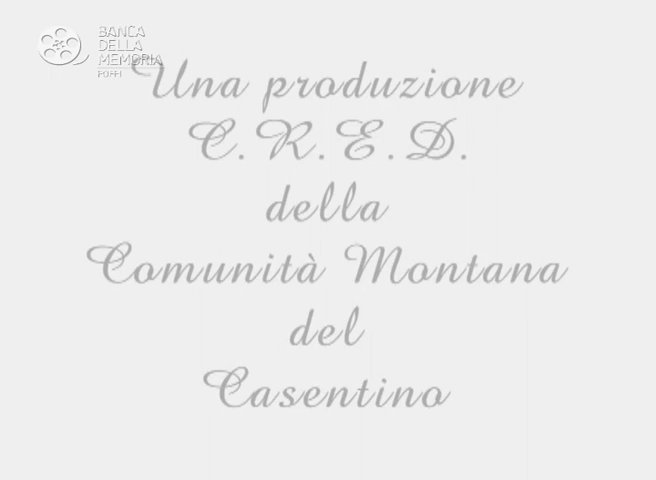 BANCA
DELLA
MEMORIA
POPPI
Una produzione
C.R.E.D.
della
Comunità Montana
del
Casentino